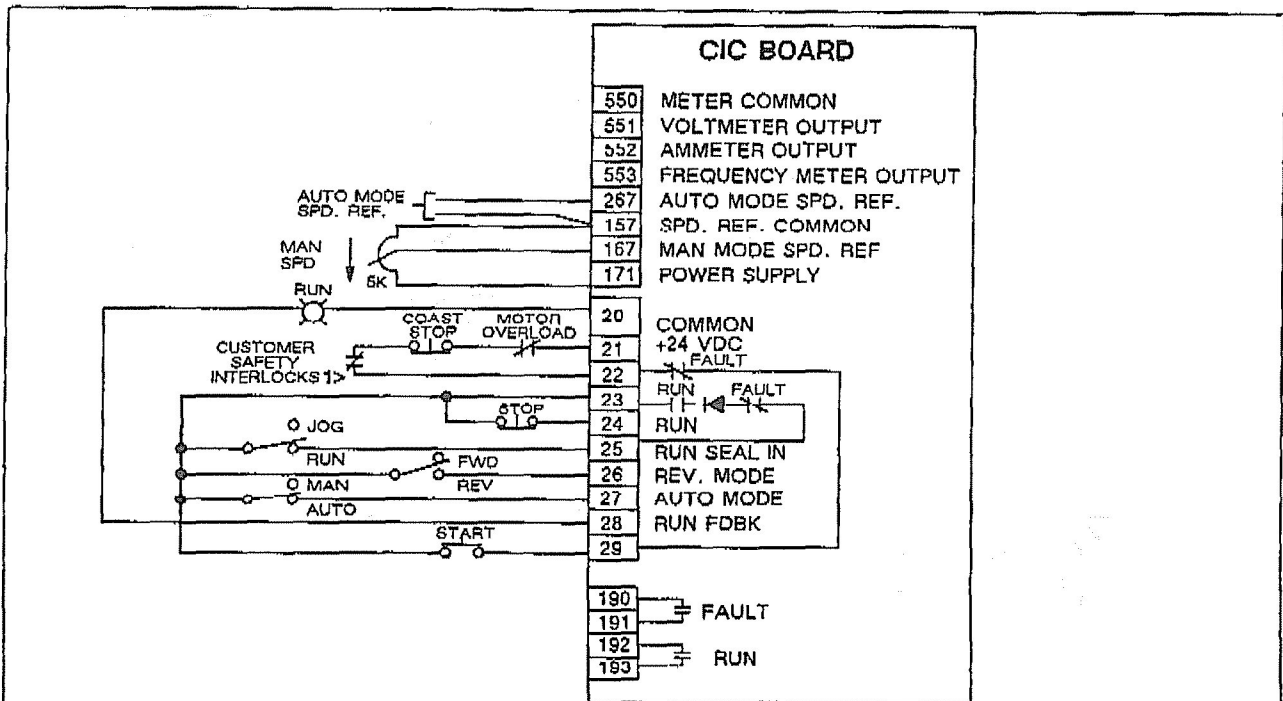 CIC BOARD
550 METER COMMON
551 VOLTMETER OUTPUT
552 AMMETER OUTPUT
553 FREQUENCY METER OUTPUT
267 AUTO MODE SPD. REF.
157 SPD. REF. COMMON
167 MAN MODE SPD. REF
171 POWER SUPPLY
AUTO MODE
SPD. REF.
MAN
SPD
5K
RUN
20 COMMON
21 +24 VDC
22 FAULT
23 RUN FAULT
24 RUN
25 RUN SEAL IN
26 REV. MODE
27 AUTO MODE
28 RUN FDBK
29
COAST
STOP
MOTOR
OVERLOAD
CUSTOMER
SAFETY
INTERLOCKS 1>
STOP
JOG
RUN
FWD
REV
MAN
AUTO
START
190
191
FAULT
192
193
RUN